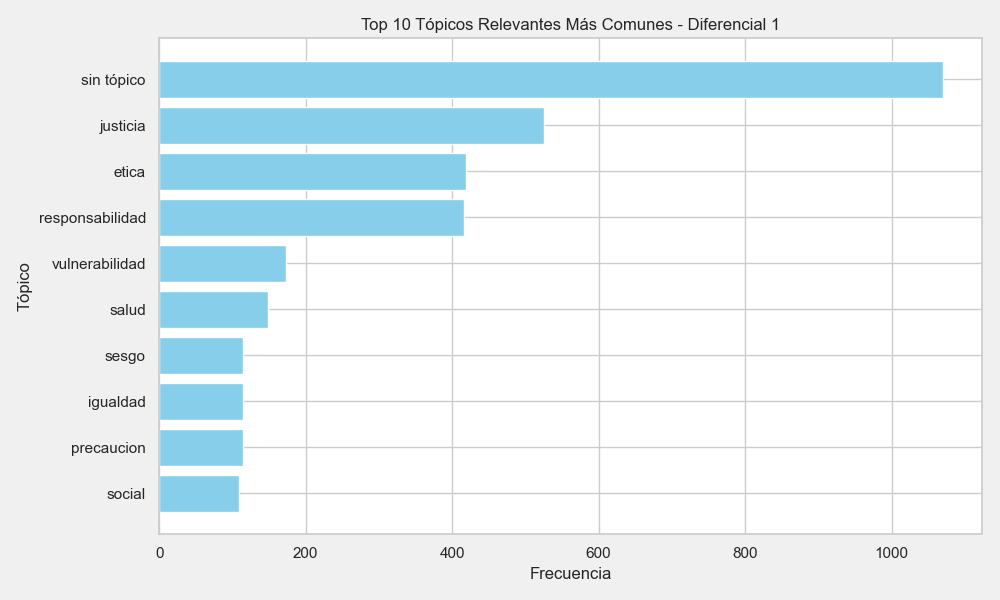 Top 10 Tópicos Relevantes Más Comunes - Diferencial 1
sin tópico
justicia
etica
responsabilidad
vulnerabilidad
salud
sesgo
igualdad
precaucion
social
Tópico
0
200
400
600
800
1000
Frecuencia